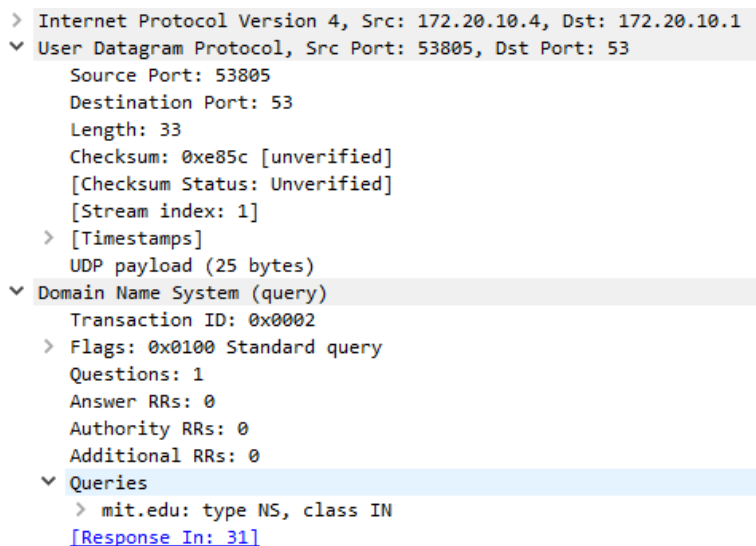 Internet Protocol Version 4, Src: 172.20.10.4, Dst: 172.20.10.1
User Datagram Protocol, Src Port: 53805, Dst Port: 53
Source Port: 53805
Destination Port: 53
Length: 33
Checksum: 0xe85c [unverified]
[Checksum Status: Unverified]
[Stream index: 1]
[Timestamps]
UDP payload (25 bytes)
Domain Name System (query)
Transaction ID: 0x0002
Flags: 0x0100 Standard query
Questions: 1
Answer RRs: 0
Authority RRs: 0
Additional RRs: 0
Queries
mit.edu: type NS, class IN
[Response In: 31]